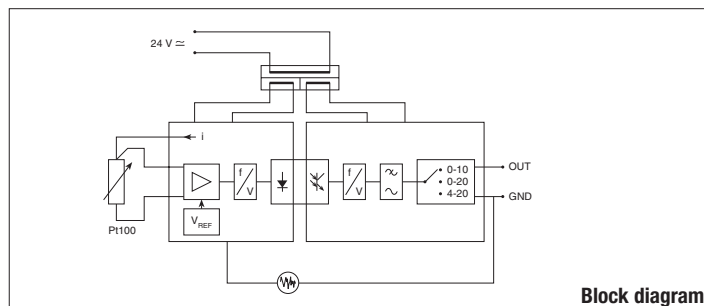 24 V ≃
i
Pt100
V REF
f
V
f
V
0-10
0-20
4-20
OUT
GND
Block diagram